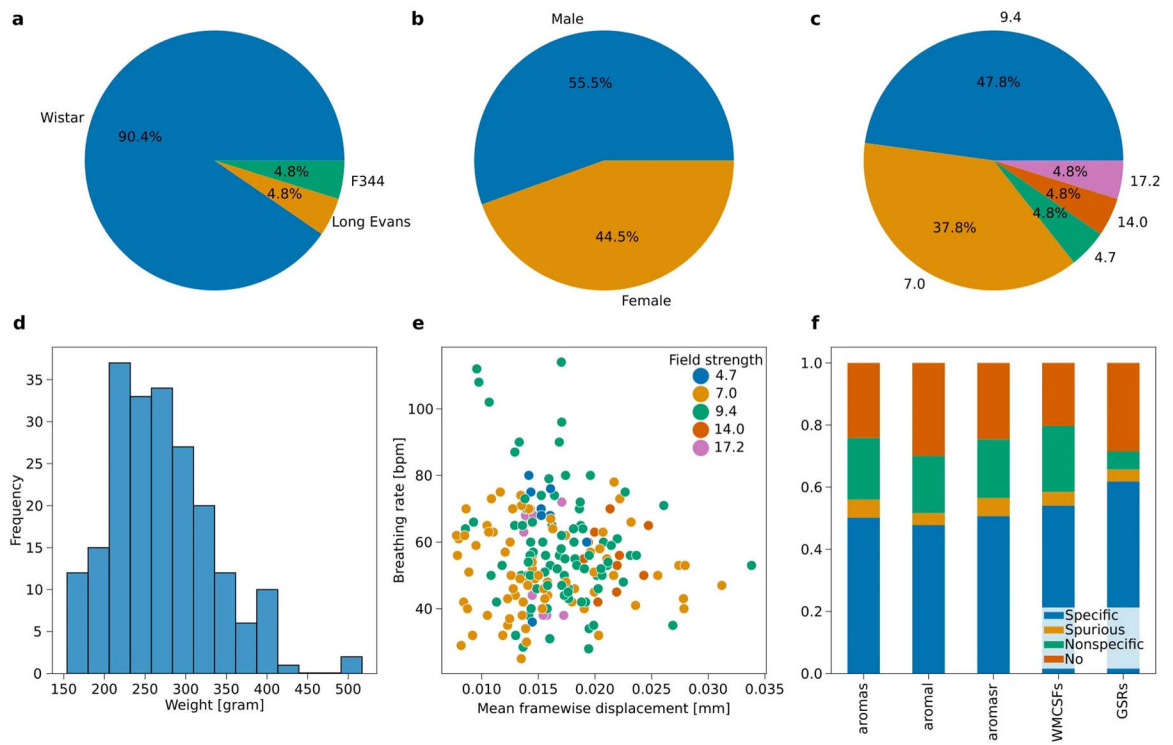 a
Wistar
90.4%
4.8%
4.8%
F344
Long Evans
b
Male
55.5%
44.5%
Female
c
9.4
47.8%
37.8%
4.8%
4.8%
4.8%
17.2
14.0
4.7
7.0
d
Frequency
35
30
25
20
15
10
5
0
150 200 250 300 350 400 450 500
Weight [gram]
e
Breathing rate [bpm]
100
80
60
40
Field strength
4.7
7.0
9.4
14.0
17.2
0.010 0.015 0.020 0.025 0.030 0.035
Mean framewise displacement [mm]
f
1.0
0.8
0.6
0.4
0.2
0.0
Specific
Spurious
Nonspecific
No
aromas
aromal
aromasr
WMCSFs
GSRs